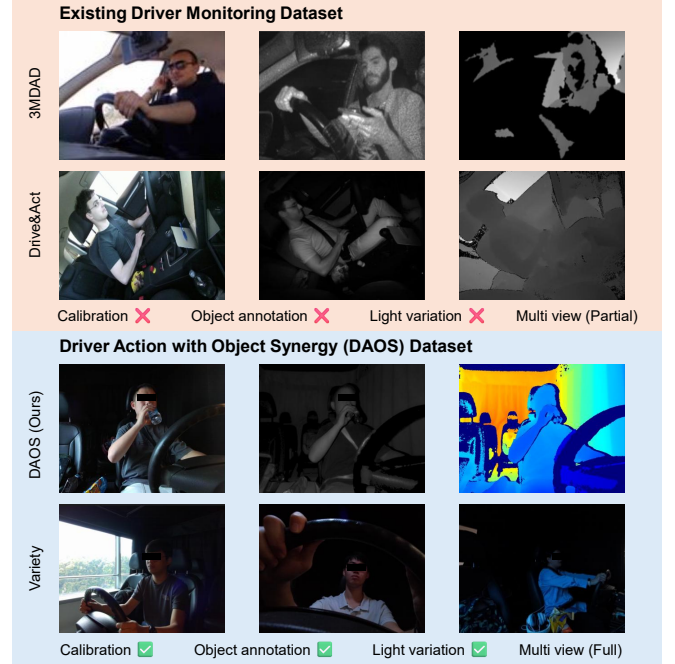 Existing Driver Monitoring Dataset
3MDAD
Drive&Act
Calibration ❌ Object annotation ❌ Light variation ❌ Multi view (Partial)
Driver Action with Object Synergy (DAOS) Dataset
DAOS (Ours)
Variety
Calibration ✅ Object annotation ✅ Light variation ✅ Multi view (Full)